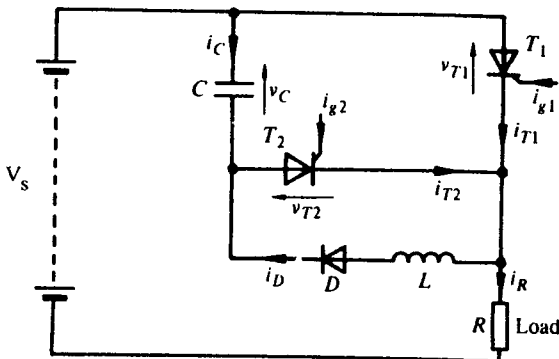 i_C
T_1
v_T1
C
v_C
i_g2
i_g1
T_2
i_T1
V_s
i_T2
v_T2
i_D
D
L
i_R
R
Load